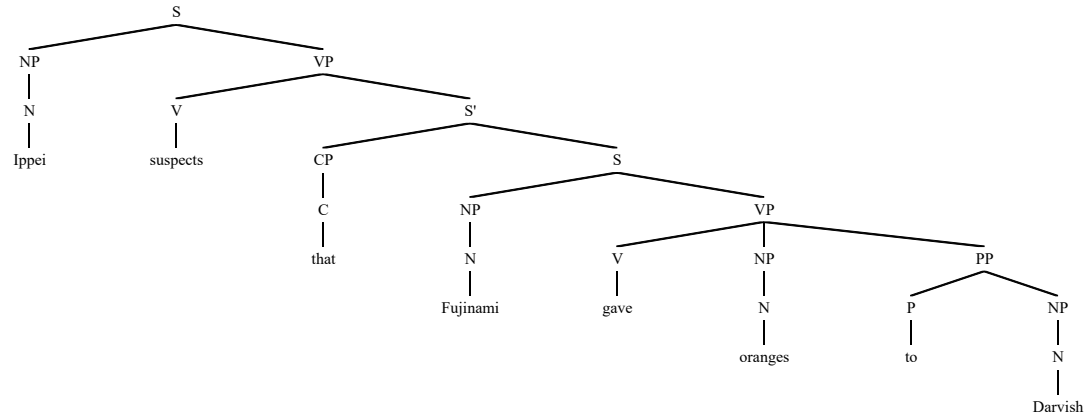 S
NP VP
N V S'
Ippei suspects CP S
C NP VP
that N V NP PP
Fujinami gave N P NP
oranges to N
Darvish